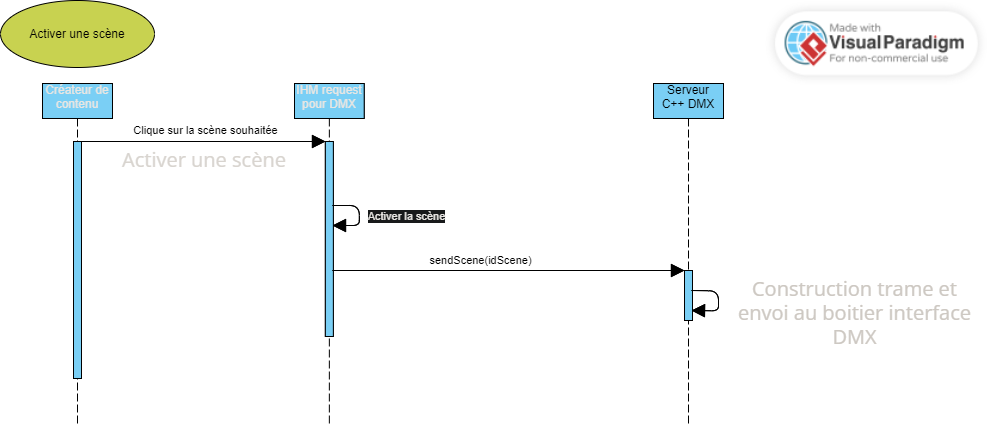 Activer une scène
Made with
VisualParadigm
For non-commercial use
Créateur de
contenu
IHM request
pour DMX
Serveur
C++ DMX
Clique sur la scène souhaitée
Activer une scène
Activer la scène
sendScene(idScene)
Construction trame et
envoi au boitier interface
DMX